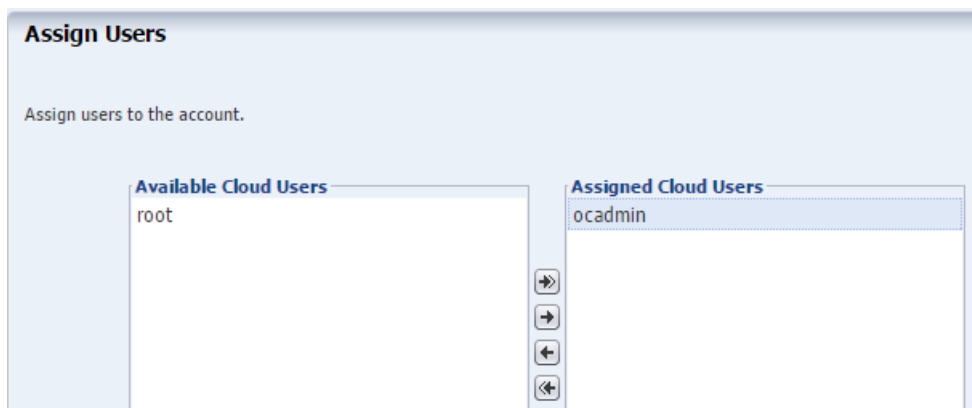 Assign Users
Assign users to the account.
Available Cloud Users
root
Assigned Cloud Users
ocadmin